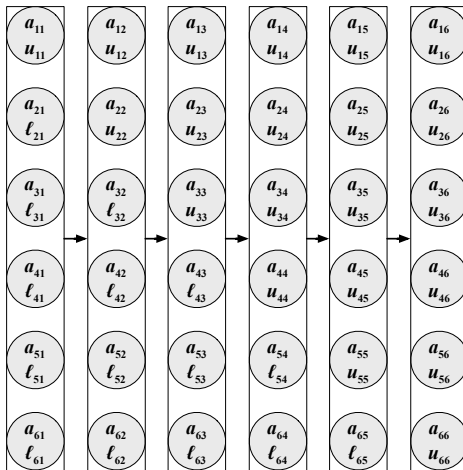 a₁₁ a₁₂ a₁₃ a₁₄ a₁₅ a₁₆
u₁₁ u₁₂ u₁₃ u₁₄ u₁₅ u₁₆
a₂₁ a₂₂ a₂₃ a₂₄ a₂₅ a₂₆
ℓ₂₁ u₂₂ u₂₃ u₂₄ u₂₅ u₂₆
a₃₁ a₃₂ a₃₃ a₃₄ a₃₅ a₃₆
ℓ₃₁ ℓ₃₂ u₃₃ u₃₄ u₃₅ u₃₆
a₄₁ a₄₂ a₄₃ a₄₄ a₄₅ a₄₆
ℓ₄₁ ℓ₄₂ ℓ₄₃ u₄₄ u₄₅ u₄₆
a₅₁ a₅₂ a₅₃ a₅₄ a₅₅ a₅₆
ℓ₅₁ ℓ₅₂ ℓ₅₃ ℓ₅₄ u₅₅ u₅₆
a₆₁ a₆₂ a₆₃ a₆₄ a₆₅ a₆₆
ℓ₆₁ ℓ₆₂ ℓ₆₃ ℓ₆₄ ℓ₆₅ u₆₆